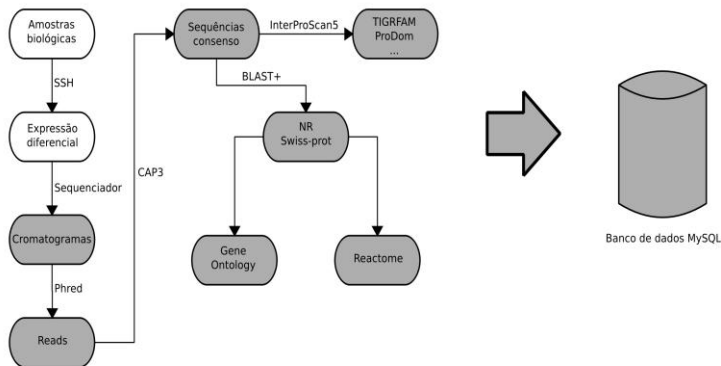 Amostras
biológicas
SSH
Expressão
diferencial
Sequenciador
Cromatogramas
Phred
Reads
CAP3
Sequências
consenso
InterProScan5
TIGRFAM
ProDom
...
BLAST+
NR
Swiss-prot
Gene
Ontology
Reactome
Banco de dados MySQL